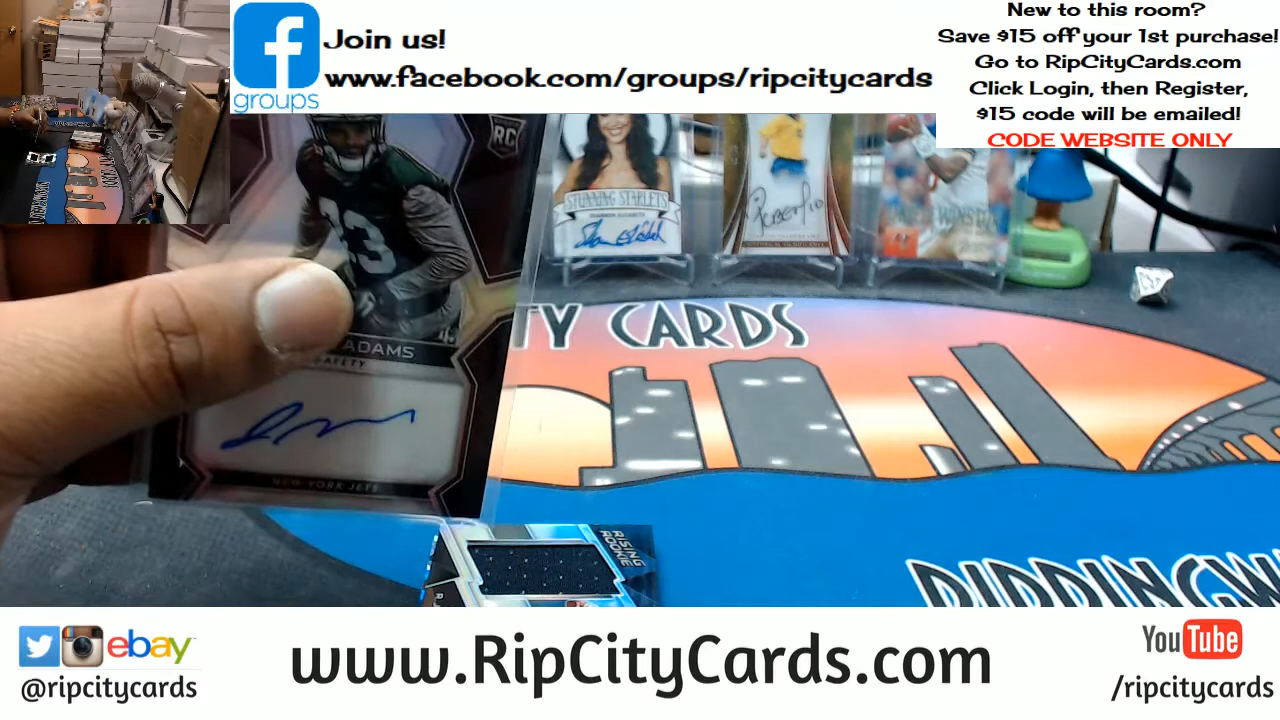 Join us!
www.facebook.com/groups/ripcitycards
groups
New to this room?
Save $15 off your 1st purchase!
Go to RipCityCards.com
Click Login, then Register,
$15 code will be emailed!
CODE WEBSITE ONLY
RC
ADAMS
NEW YORK JETS
STUNNING STARLETS
TY CARDS
RISING
ROOKIE
ebay
@ripcitycards
www.RipCityCards.com
YouTube
/ripcitycards